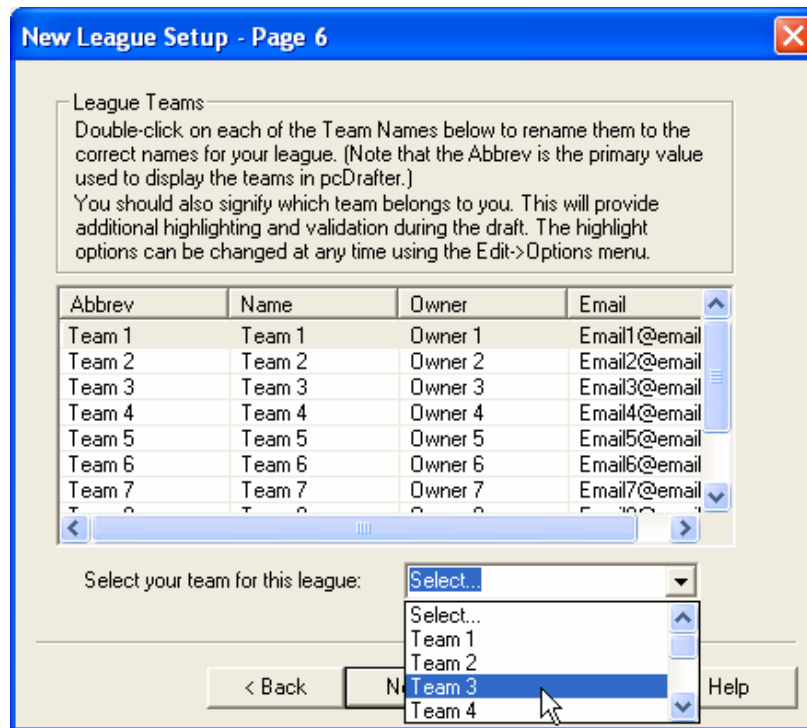 New League Setup - Page 6
League Teams
Double-click on each of the Team Names below to rename them to the
correct names for your league. (Note that the Abbrev is the primary value
used to display the teams in pcDrafter.)
You should also signify which team belongs to you. This will provide
additional highlighting and validation during the draft. The highlight
options can be changed at any time using the Edit->Options menu.
Abbrev Name Owner Email
Team 1 Team 1 Owner 1 Email1@email
Team 2 Team 2 Owner 2 Email2@email
Team 3 Team 3 Owner 3 Email3@email
Team 4 Team 4 Owner 4 Email4@email
Team 5 Team 5 Owner 5 Email5@email
Team 6 Team 6 Owner 6 Email6@email
Team 7 Team 7 Owner 7 Email7@email
Select your team for this league: Select...
Select...
Team 1
Team 2
Team 3
Team 4
< Back Help